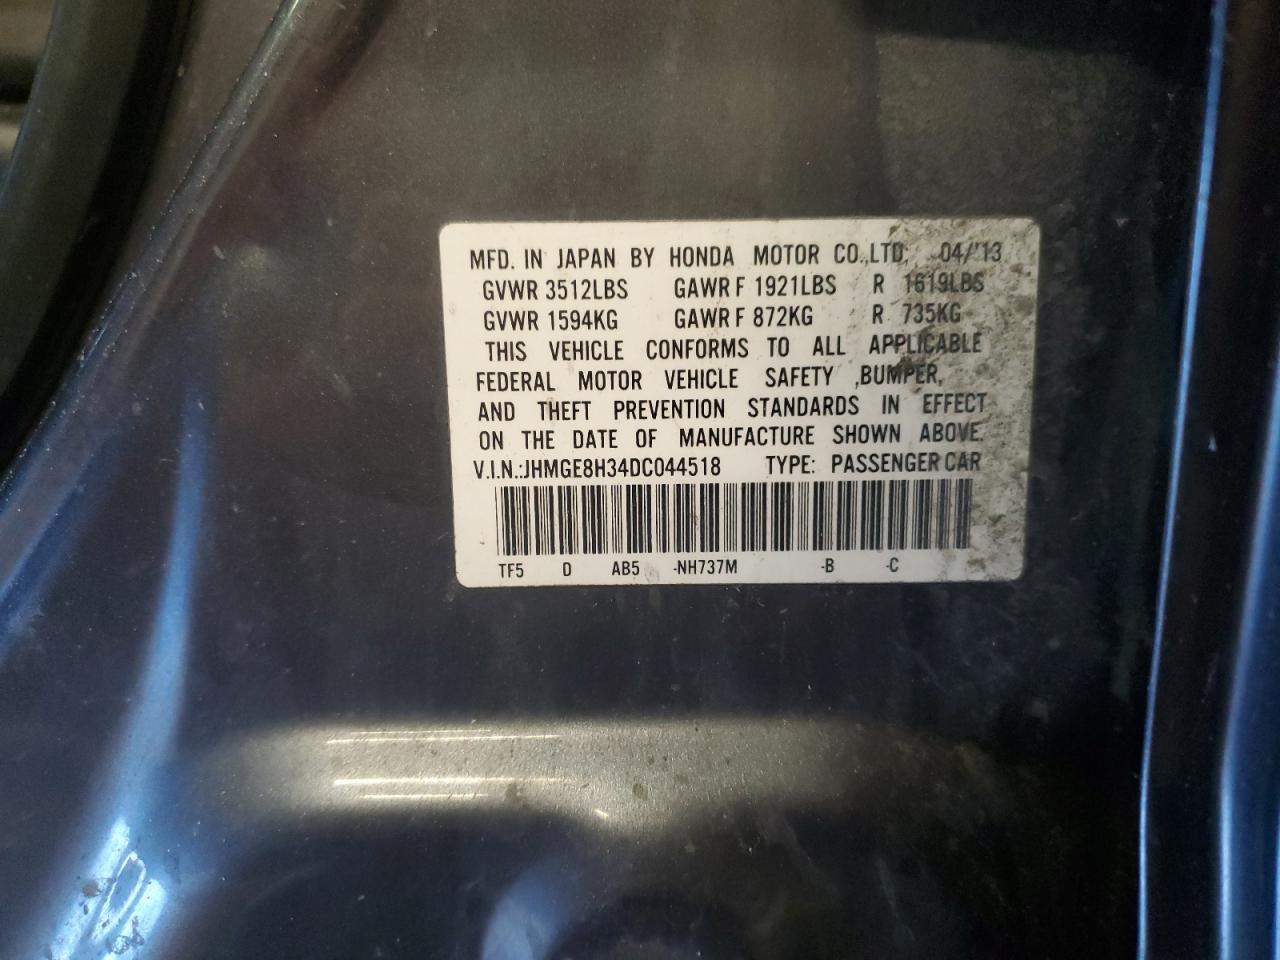 MFD. IN JAPAN BY HONDA MOTOR CO.,LTD. 04/'13
GVWR 3512LBS GAWR F 1921LBS R 1619LBS
GVWR 1594KG GAWR F 872KG R 735KG
THIS VEHICLE CONFORMS TO ALL APPLICABLE
FEDERAL MOTOR VEHICLE SAFETY ,BUMPER,
AND THEFT PREVENTION STANDARDS IN EFFECT
ON THE DATE OF MANUFACTURE SHOWN ABOVE.
V.I.N.:JHMGE8H34DC044518 TYPE: PASSENGER CAR
TF5 D AB5 -NH737M -B -C